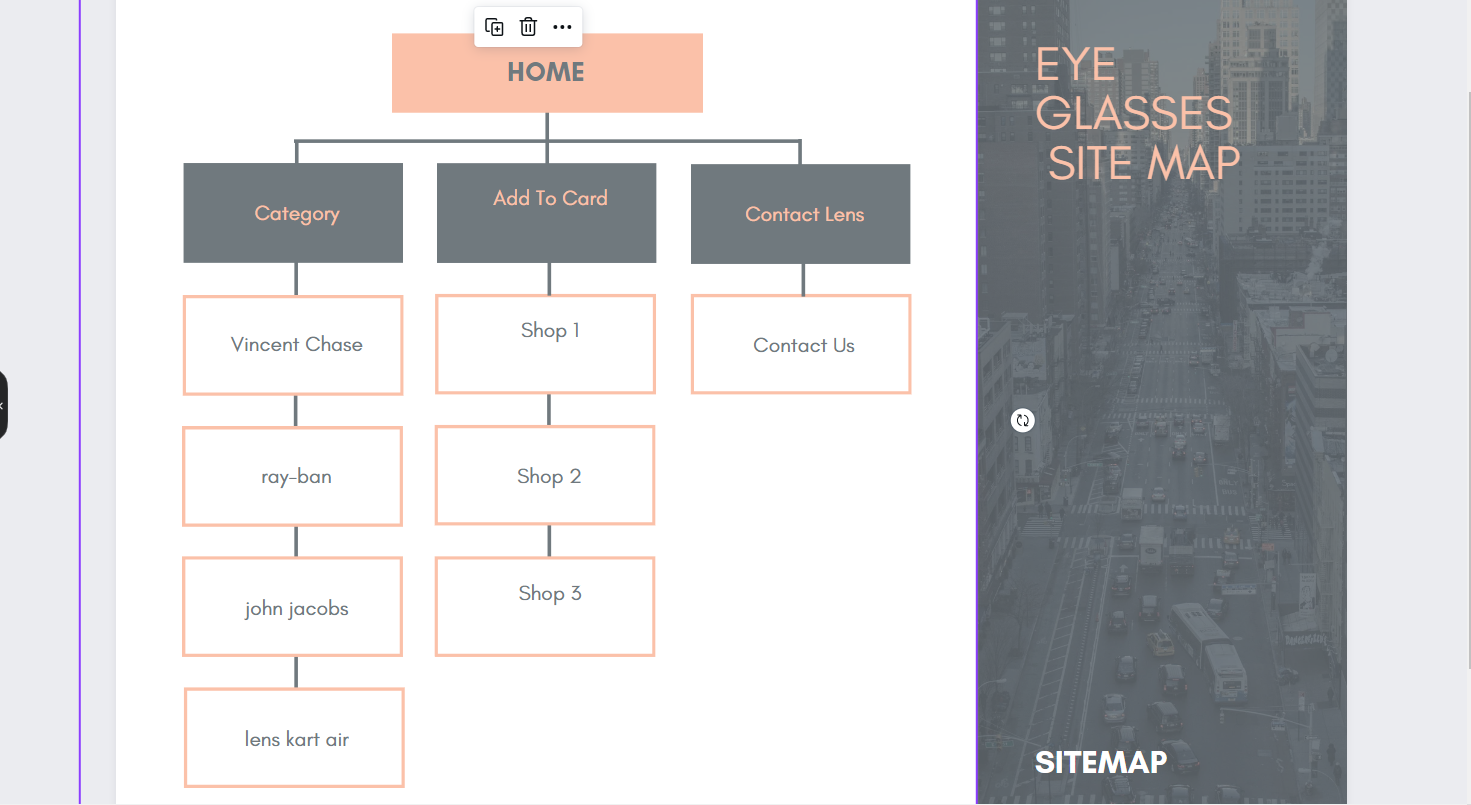 HOME
Category
Add To Card
Contact Lens
Vincent Chase
Shop 1
Contact Us
ray-ban
Shop 2
john jacobs
Shop 3
lens kart air
EYE
GLASSES
SITE MAP
SITEMAP